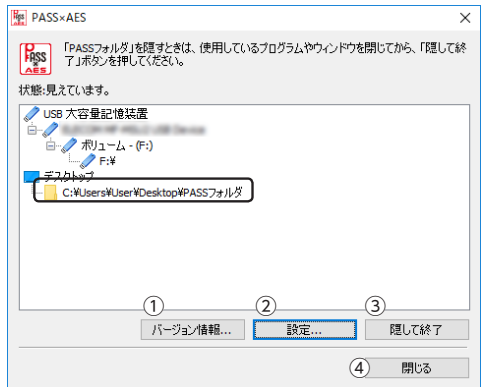 PASS×AES
PASS
AES
「PASSフォルダ」を隠すときは、使用しているプログラムやウィンドウを閉じてから、「隠して終
了」ボタンを押してください。
状態:見えています。
USB 大容量記憶装置
ボリューム - (F:)
F:¥
デスクトップ
C:¥Users¥User¥Desktop¥PASSフォルダ
① ② ③
バージョン情報... 設定... 隠して終了
④ 閉じる